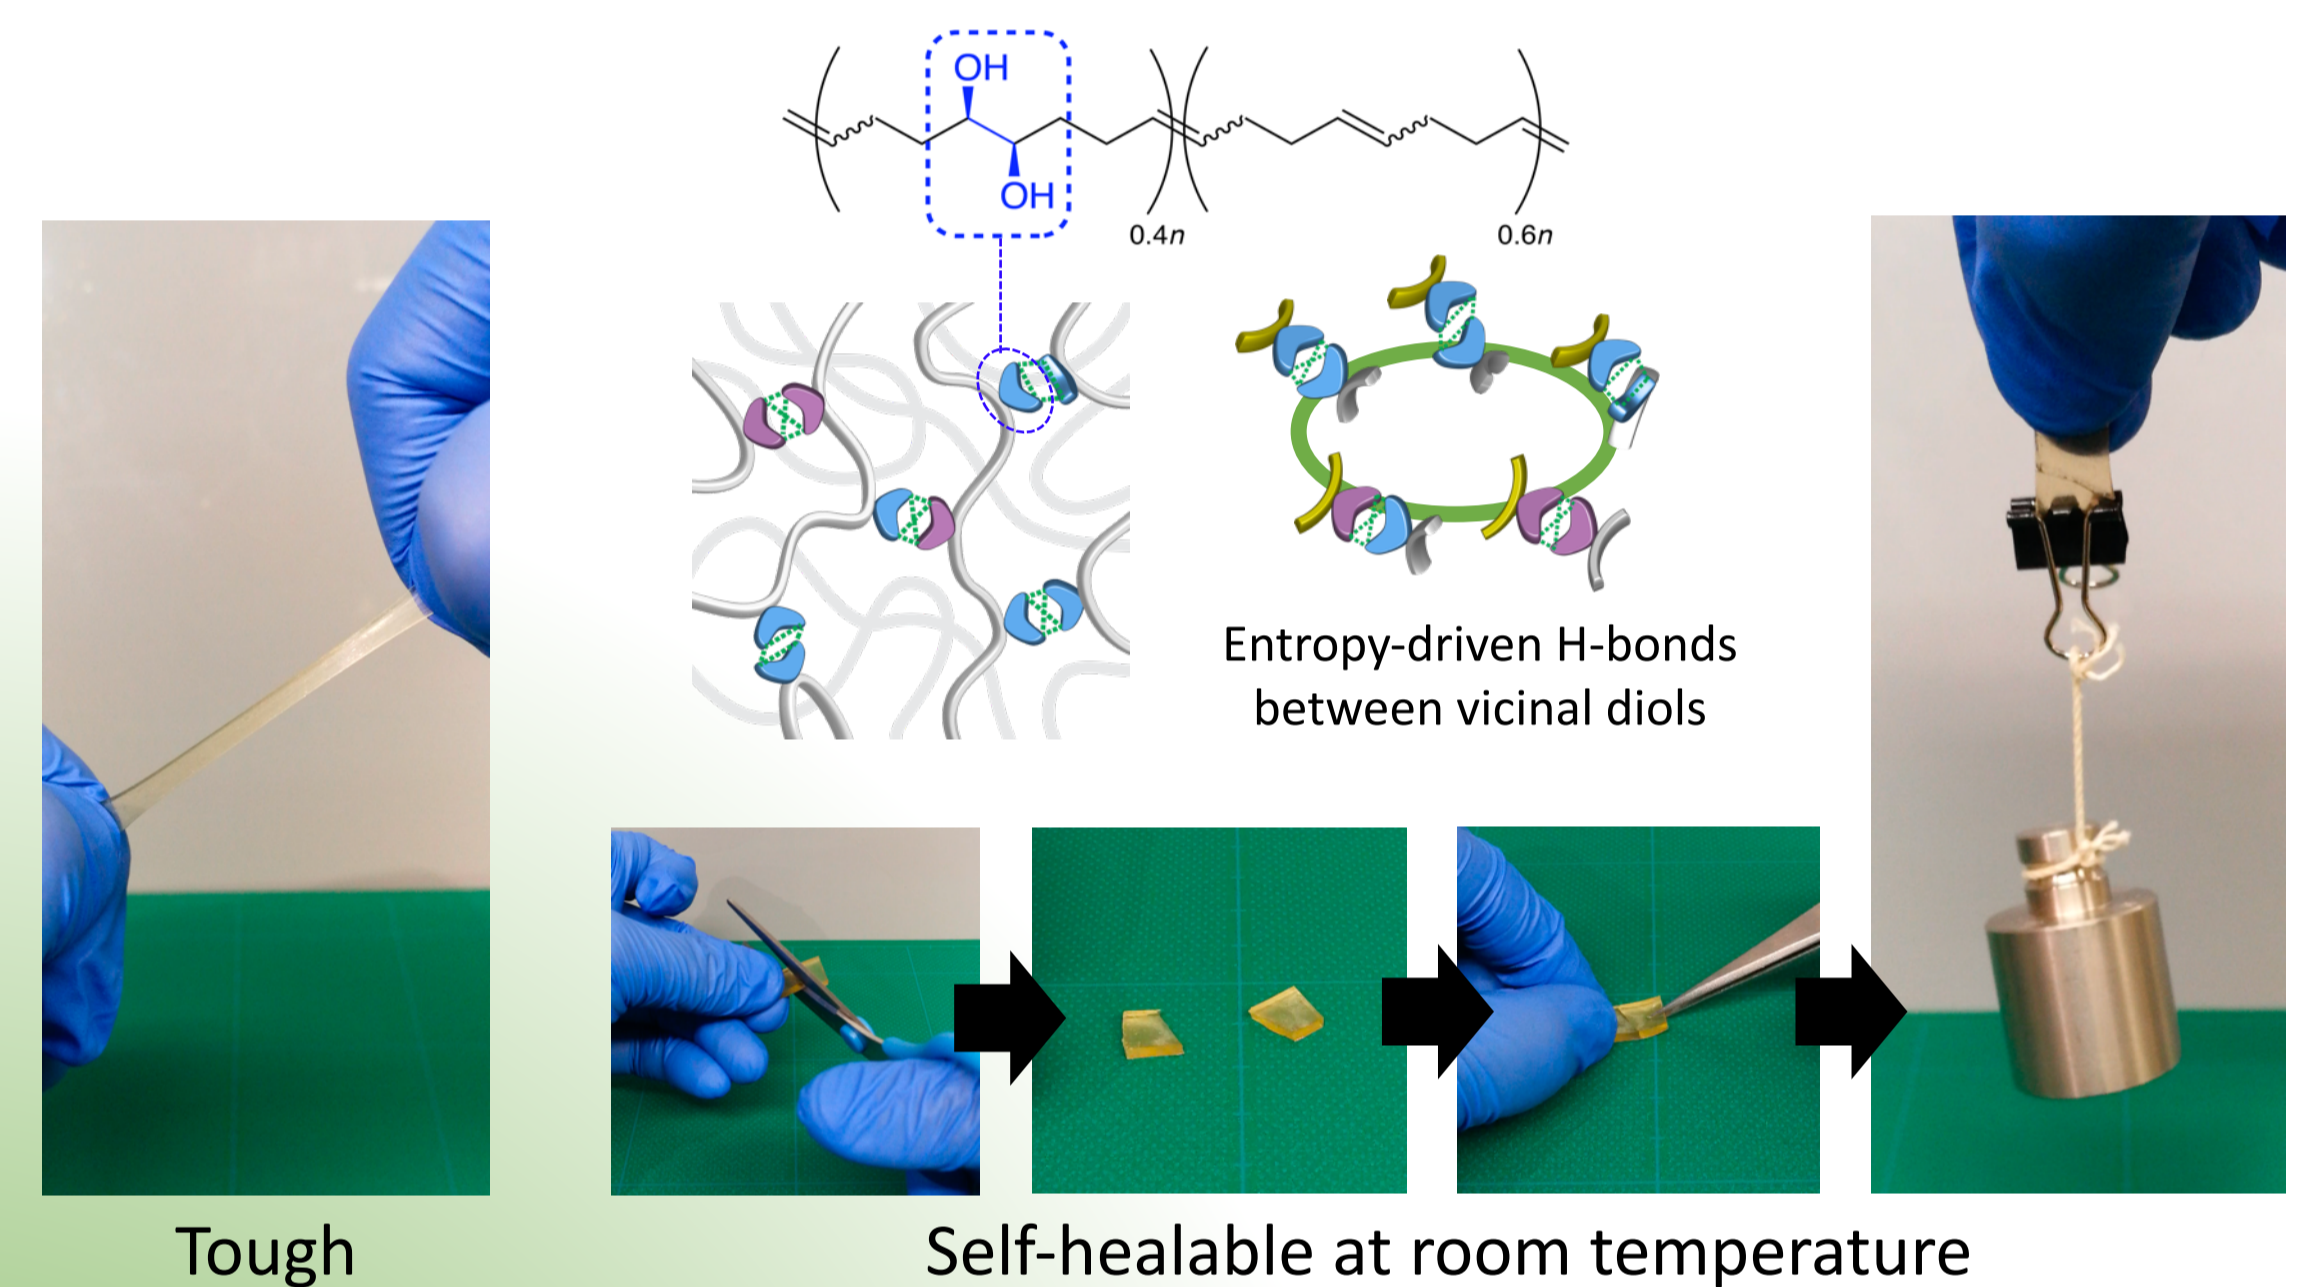 OH
OH
0.4n
0.6n
Entropy-driven H-bonds
between vicinal diols
Tough
Self-healable at room temperature